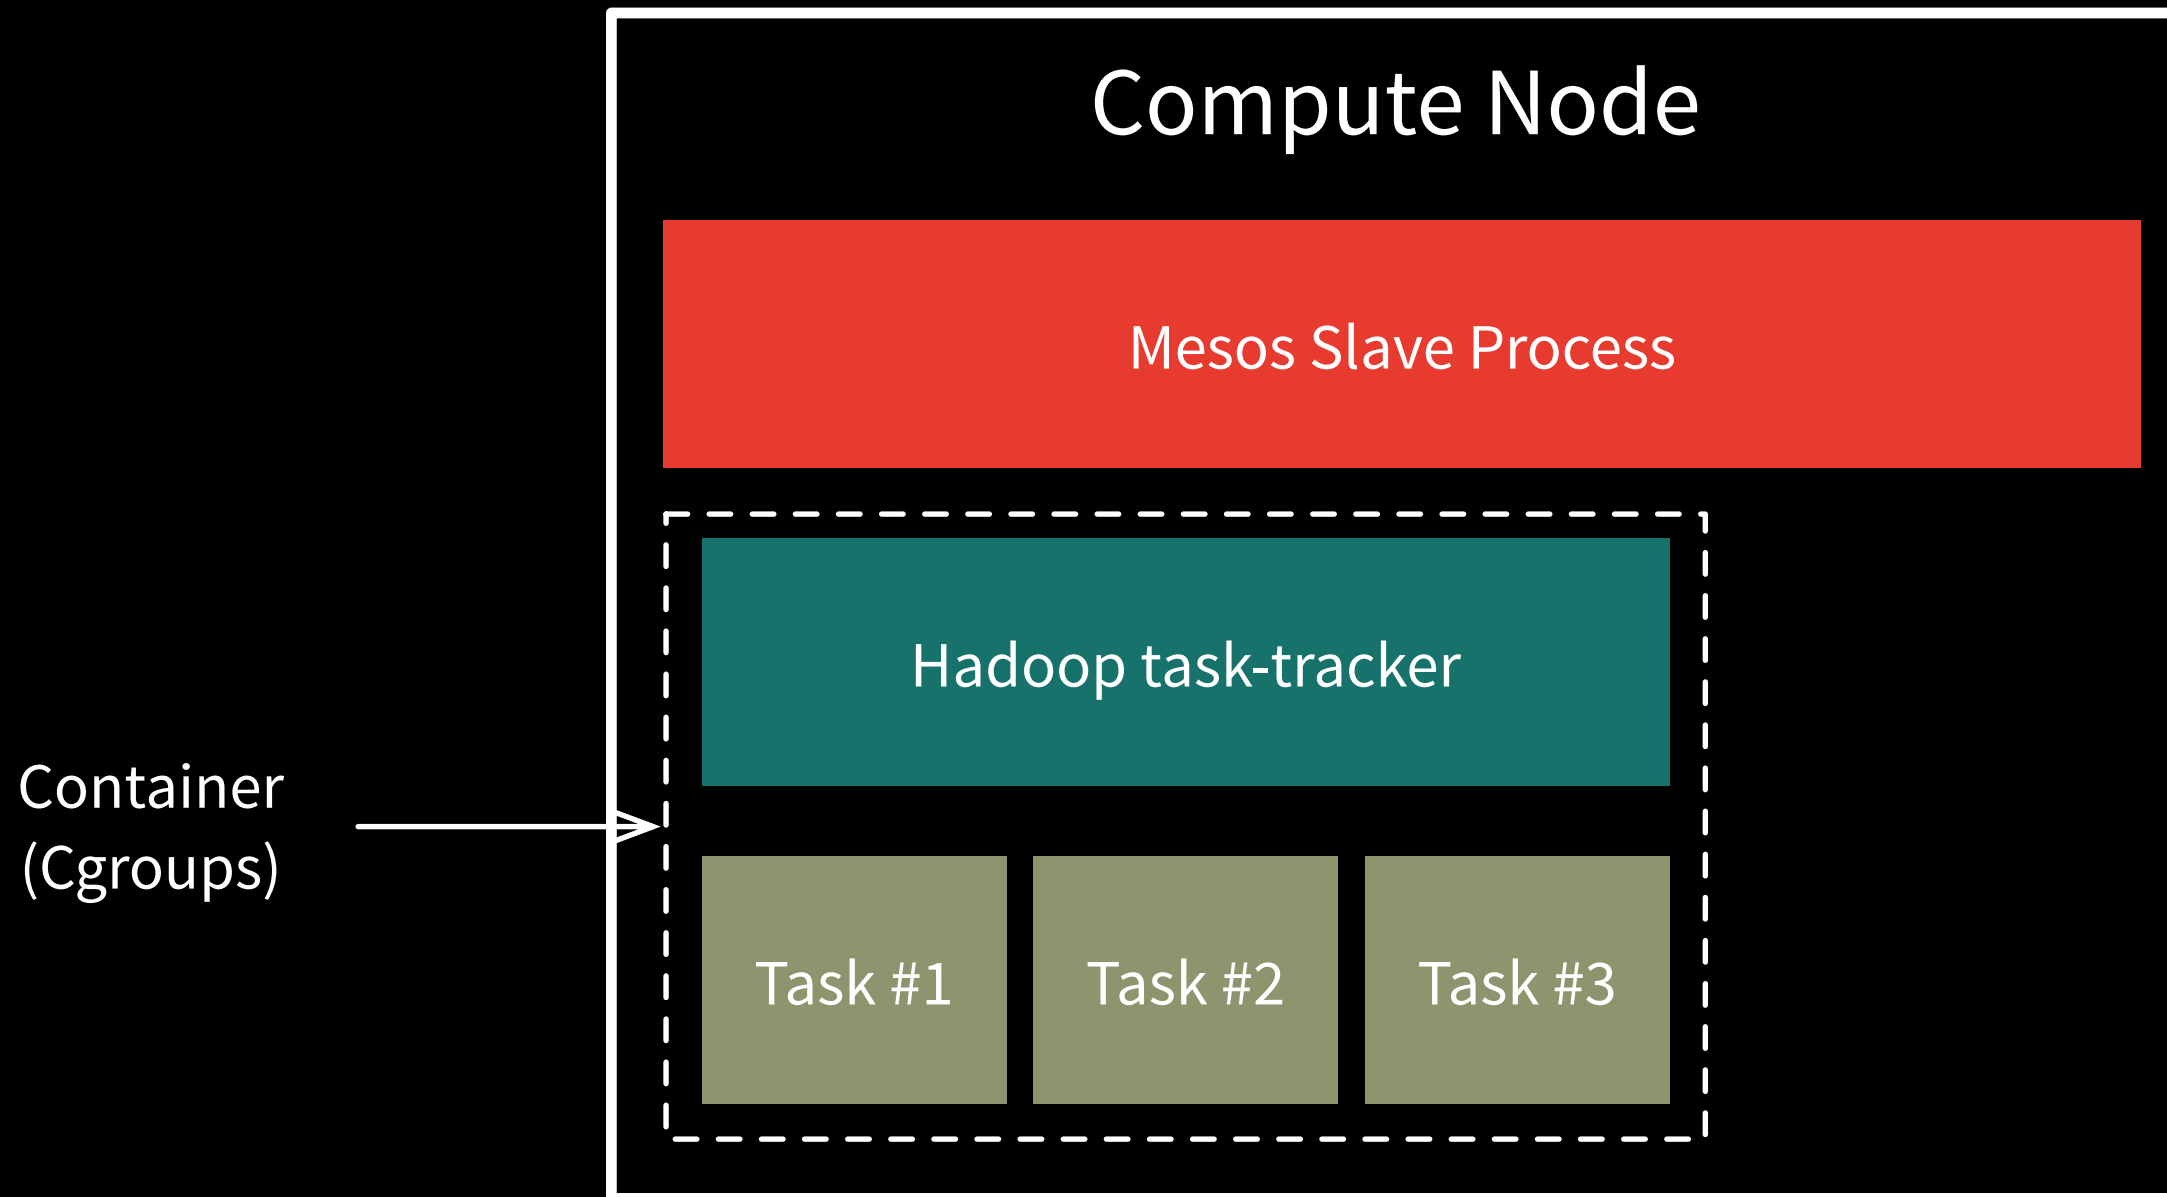 Compute Node
Mesos Slave Process
Hadoop task-tracker
Container
(Cgroups)
Task #1
Task #2
Task #3